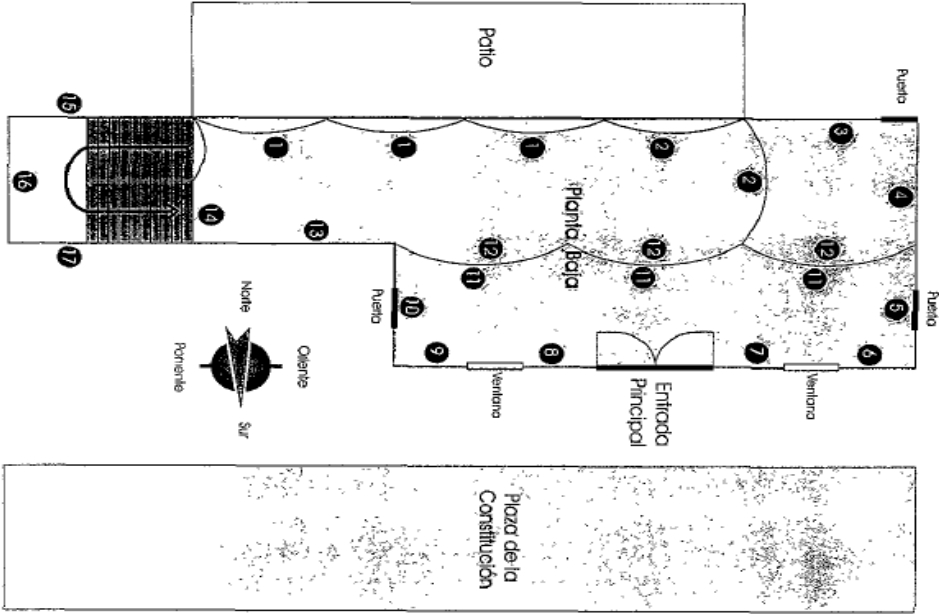 Patio
Puerta
15
1
1
1
2
3
16
2
4
14
13
Planta Baja
17
12
12
12
11
11
11
Puerta
10
5
Puerta
9
8
7
6
Ventana
Entrada
Principal
Ventana
Norte
Oriente
Poniente
Sur
Plaza de la
Constitución